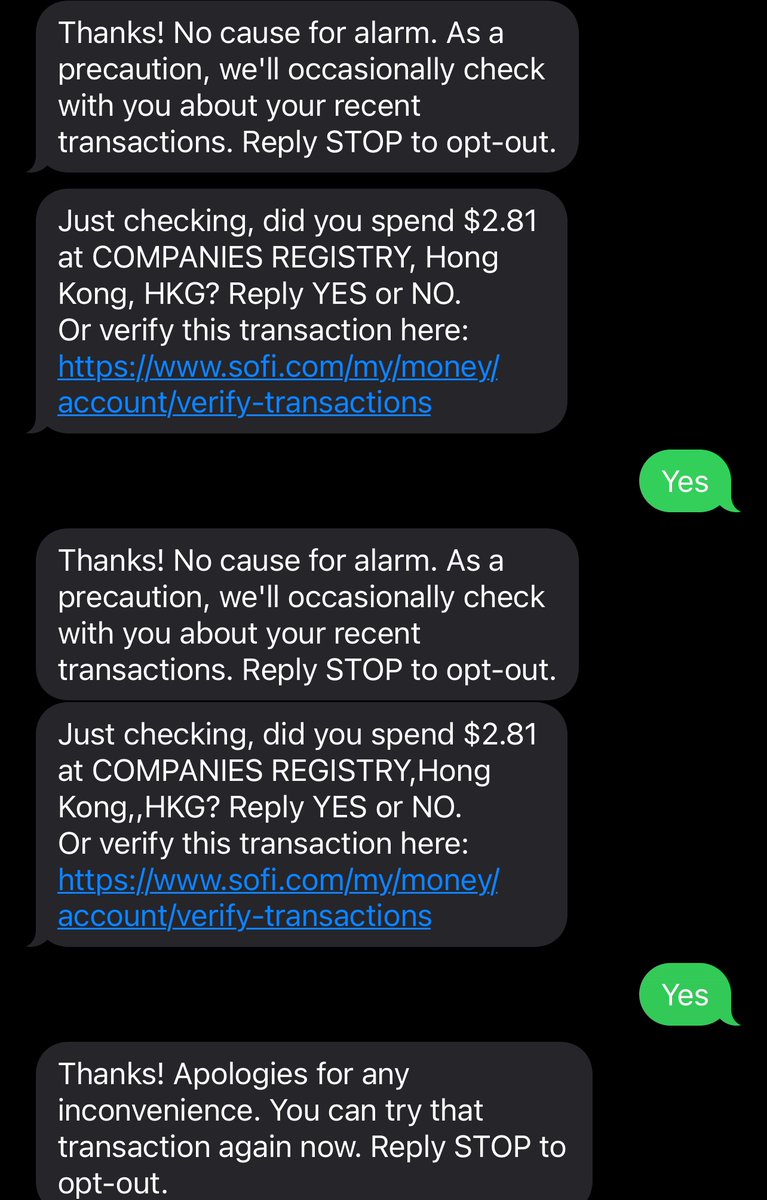 Thanks! No cause for alarm. As a
precaution, we'll occasionally check
with you about your recent
transactions. Reply STOP to opt-out.
Just checking, did you spend $2.81
at COMPANIES REGISTRY, Hong
Kong, HKG? Reply YES or NO.
Or verify this transaction here:
https://www.sofi.com/my/money/
account/verify-transactions
Yes
Thanks! No cause for alarm. As a
precaution, we'll occasionally check
with you about your recent
transactions. Reply STOP to opt-out.
Just checking, did you spend $2.81
at COMPANIES REGISTRY,Hong
Kong,,HKG? Reply YES or NO.
Or verify this transaction here:
https://www.sofi.com/my/money/
account/verify-transactions
Yes
Thanks! Apologies for any
inconvenience. You can try that
transaction again now. Reply STOP to
opt-out.